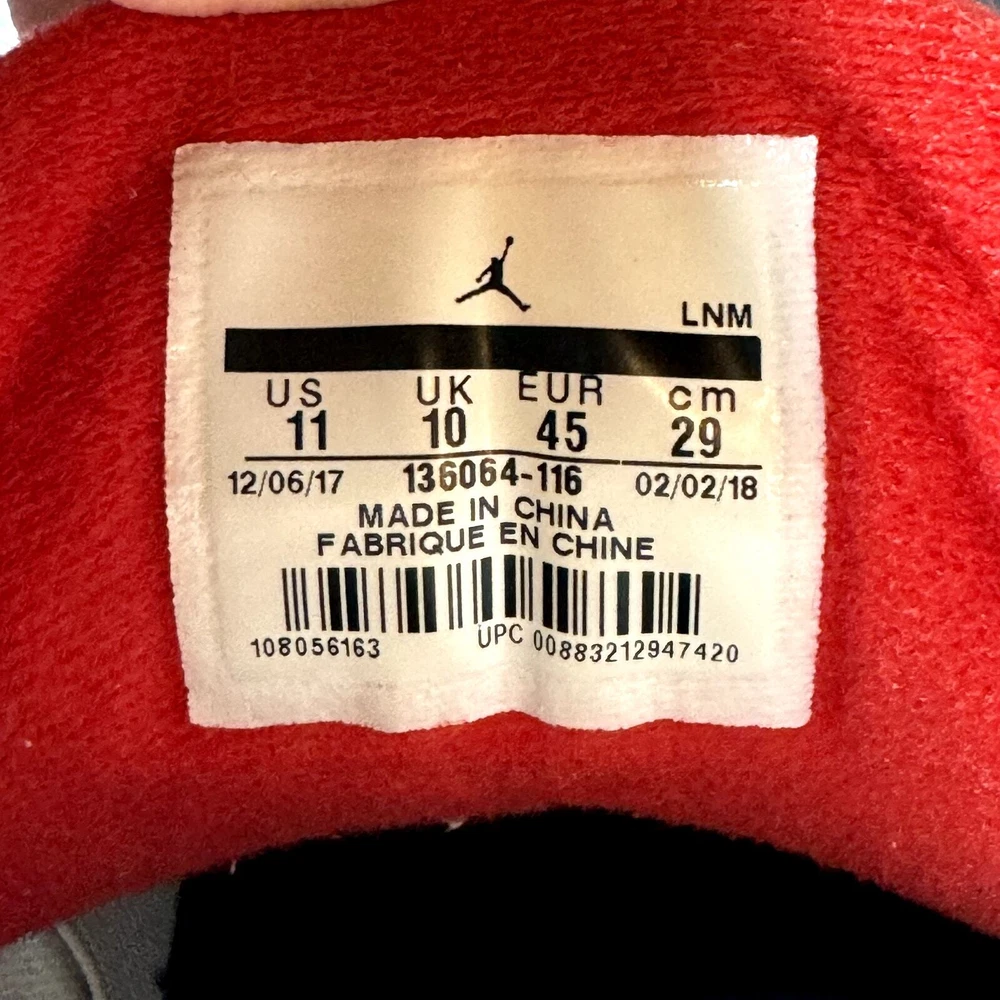 LNM
US UK EUR cm
11 10 45 29
12/06/17 136064-116 02/02/18
MADE IN CHINA
FABRIQUE EN CHINE
108056163 UPC 00883212947420